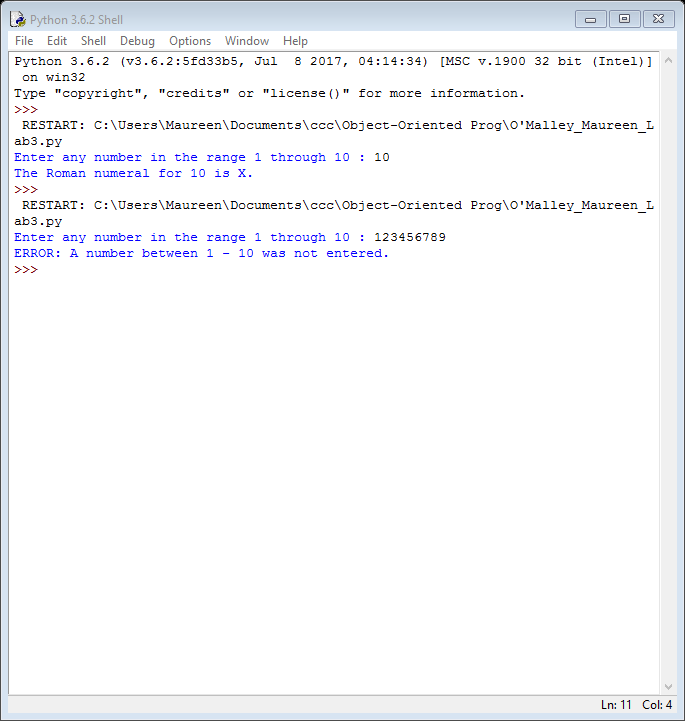 Python 3.6.2 Shell
File Edit Shell Debug Options Window Help
Python 3.6.2 (v3.6.2:5fd33b5, Jul  8 2017, 04:14:34) [MSC v.1900 32 bit (Intel)]
 on win32
Type "copyright", "credits" or "license()" for more information.
>>>
 RESTART: C:\Users\Maureen\Documents\ccc\Object-Oriented Prog\O'Malley_Maureen_L
ab3.py
Enter any number in the range 1 through 10 : 10
The Roman numeral for 10 is X.
>>>
 RESTART: C:\Users\Maureen\Documents\ccc\Object-Oriented Prog\O'Malley_Maureen_L
ab3.py
Enter any number in the range 1 through 10 : 123456789
ERROR: A number between 1 - 10 was not entered.
>>>
Ln: 11 Col: 4